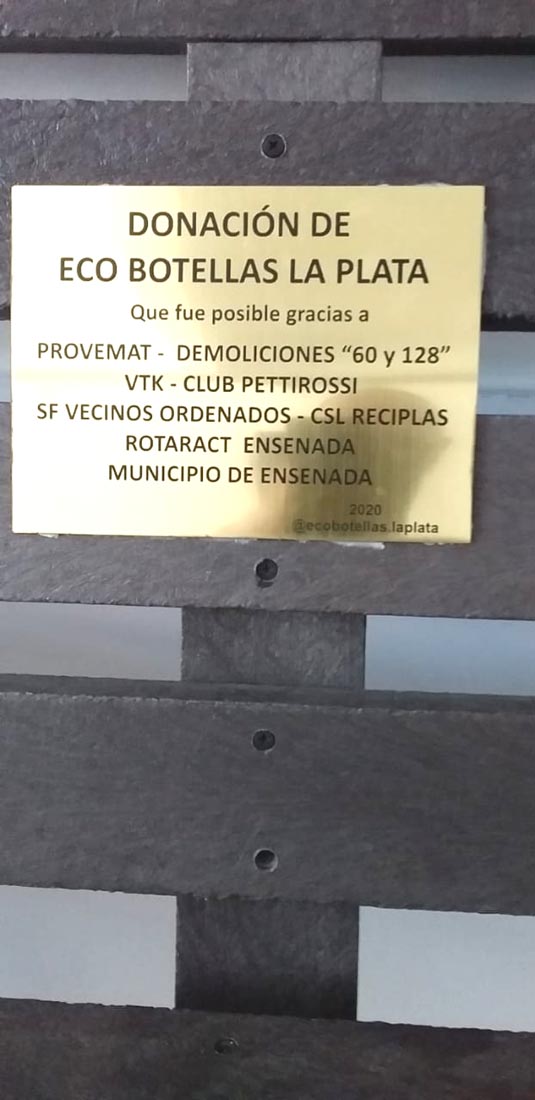 DONACIÓN DE
ECO BOTELLAS LA PLATA
Que fue posible gracias a
PROVEMAT - DEMOLICIONES “60 y 128”
VTK - CLUB PETTIROSSI
SF VECINOS ORDENADOS - CSL RECIPLAS
ROTARACT ENSENADA
MUNICIPIO DE ENSENADA
2020
@ecobotellas.laplata